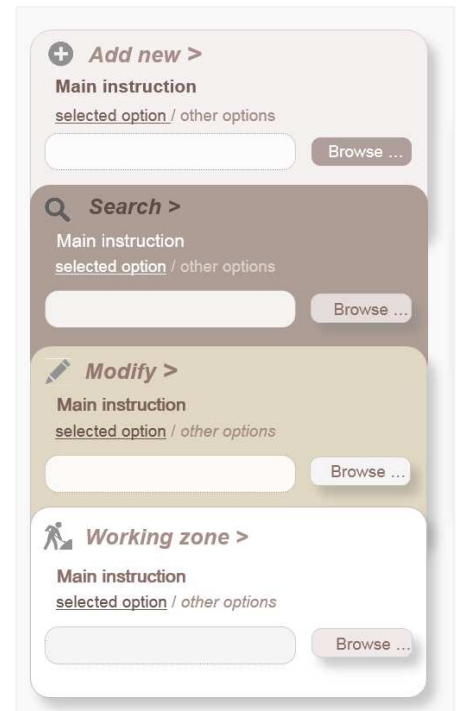 Add new >
Main instruction
selected option / other options
Browse ...
Search >
Main instruction
selected option / other options
Browse ...
Modify >
Main instruction
selected option / other options
Browse ...
Working zone >
Main instruction
selected option / other options
Browse ...